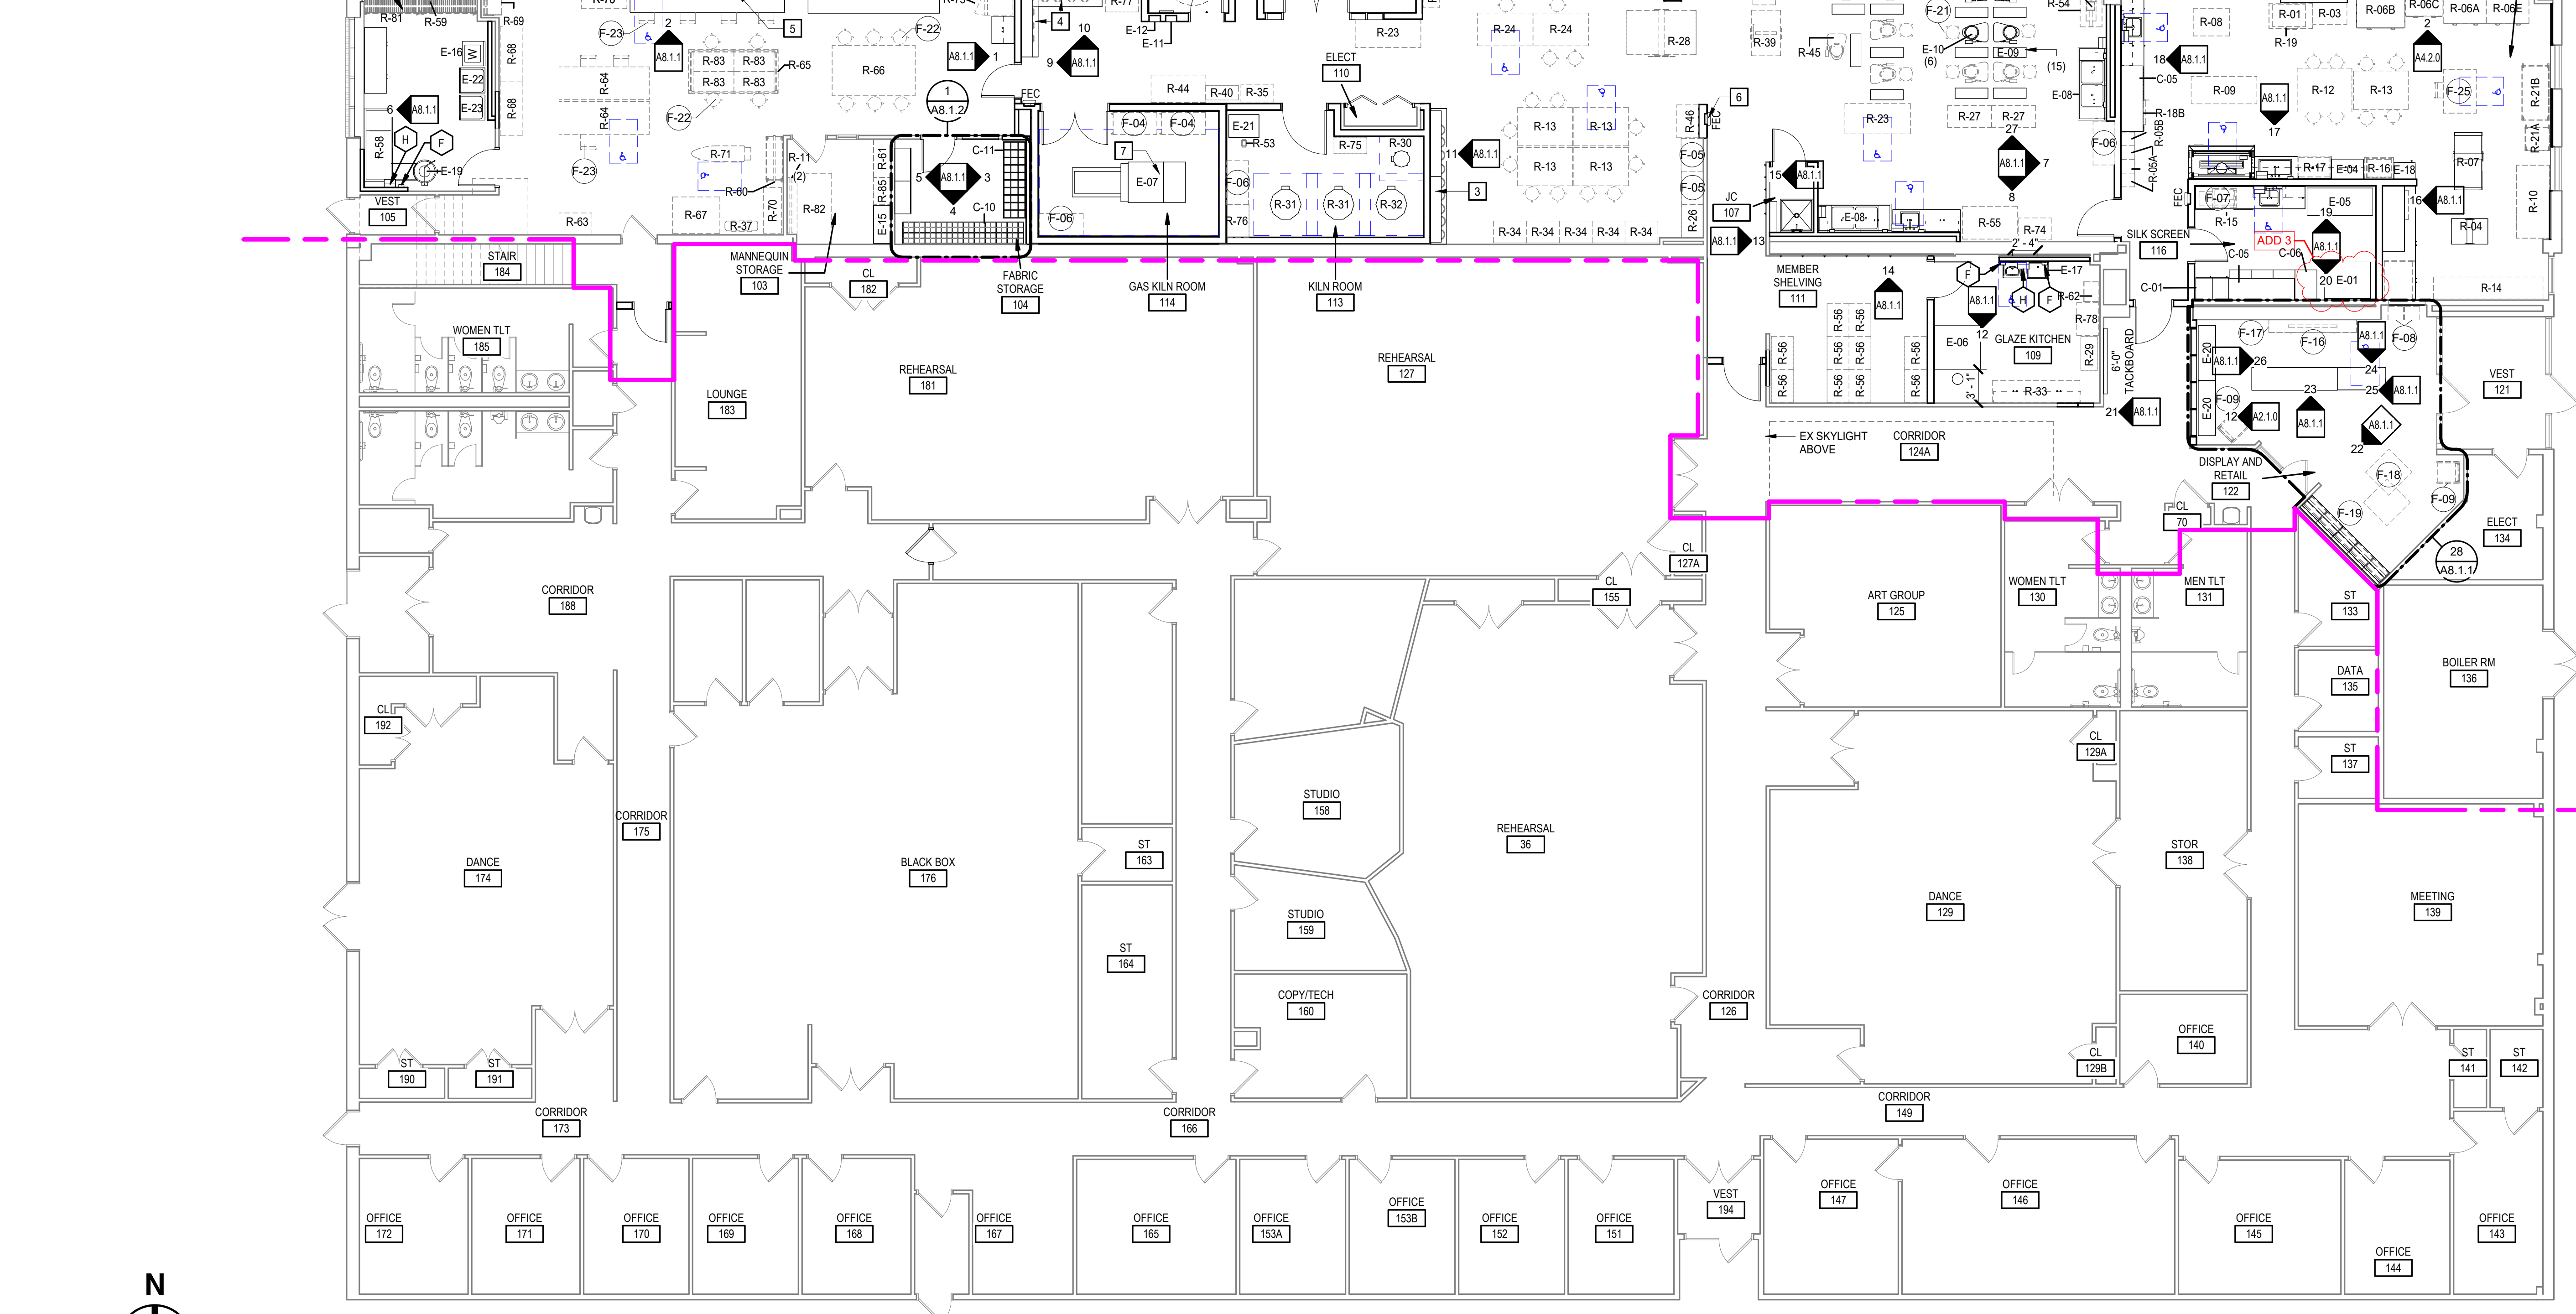 R-81
R-59
R-69
R-68
R-68
E-16
W
E-22
E-23
6
A8.1.1
H
F
R-58
E-19
VEST
105
F-23
2
A8.1.1
5
R-64
R-64
R-83
R-83
R-83
R-83
R-65
F-22
F-23
R-71
R-60
R-63
R-67
R-37
R-70
F-22
R-66
A8.1.1
1
1
A8.1.2
R-11
(2)
R-82
R-61
R-85
E-15
5
A8.1.1
3
4
C-11
C-10
4
10
9
A8.1.1
FEC
R-77
E-12
E-11
R-44
R-40
R-35
F-04
F-04
7
E-07
F-06
E-21
R-53
F-06
R-76
R-75
R-30
R-31
R-31
R-32
ELECT
110
R-23
11
A8.1.1
3
R-24
R-24
R-28
R-13
R-13
R-13
R-13
R-34
R-34
R-34
R-34
R-34
R-46
FEC
6
F-05
F-05
R-26
R-39
R-45
F-21
E-10
(6)
E-09
(15)
R-23
R-27
R-27
27
A8.1.1
7
8
E-08
F-06
15
A8.1.1
JC
107
A8.1.1
13
E-08
R-55
R-74
2' - 4"
R-54
18
A8.1.1
C-05
R-18B
R-05B
R-05A
R-08
R-01
R-03
R-19
R-06B
R-06C
R-06A
R-06E
2
A4.2.0
R-09
A8.1.1
17
R-12
R-13
F-25
R-21B
R-21A
R-07
R-10
R-04
R-14
R-17
E-04
R-16
E-18
FEC
F-07
R-15
E-05
19
A8.1.1
20
16
A8.1.1
SILK SCREEN
116
ADD 3
C-05
C-06
E-01
C-01
STAIR
184
WOMEN TLT
185
MANNEQUIN
STORAGE
103
CL
182
FABRIC
STORAGE
104
GAS KILN ROOM
114
KILN ROOM
113
LOUNGE
183
REHEARSAL
181
REHEARSAL
127
MEMBER
SHELVING
111
14
A8.1.1
R-56
R-56
R-56
R-56
R-56
R-56
R-56
R-56
R-56
R-56
F
H
F
E-17
A8.1.1
12
R-62
R-78
R-29
E-06
GLAZE KITCHEN
109
3' - 1"
R-33
6'-0"
TACKBOARD
21
A8.1.1
EX SKYLIGHT
ABOVE
CORRIDOR
124A
F-17
F-16
A8.1.1
24
F-08
E-20
E-20
A8.1.1
26
F-09
12
A2.1.0
23
A8.1.1
25
A8.1.1
A8.1.1
22
VEST
121
DISPLAY AND
RETAIL
122
F-18
F-09
F-19
28
A8.1.1
CL
70
ELECT
134
CL
127A
CORRIDOR
188
CL
155
ART GROUP
125
WOMEN TLT
130
MEN TLT
131
ST
133
DATA
135
ST
137
BOILER RM
136
CL
192
CL
129A
CORRIDOR
175
STUDIO
158
REHEARSAL
36
DANCE
174
BLACK BOX
176
ST
163
STOR
138
STUDIO
159
DANCE
129
MEETING
139
ST
164
COPY/TECH
160
CORRIDOR
126
OFFICE
140
ST
190
ST
191
CL
129B
ST
141
ST
142
CORRIDOR
173
CORRIDOR
166
CORRIDOR
149
OFFICE
172
OFFICE
171
OFFICE
170
OFFICE
169
OFFICE
168
OFFICE
167
OFFICE
165
OFFICE
153A
OFFICE
153B
OFFICE
152
OFFICE
151
VEST
194
OFFICE
147
OFFICE
146
OFFICE
145
OFFICE
144
OFFICE
143
N